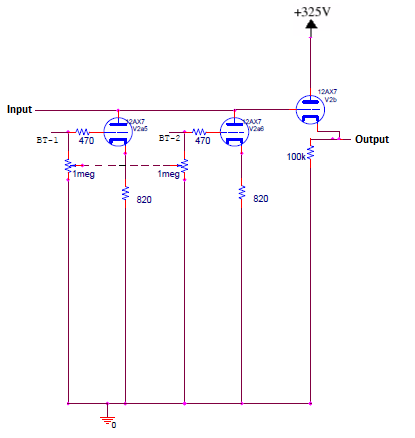 +325V
12AX7
V2b
Input
12AX7
V2a5
12AX7
V2a6
BT-1
470
BT-2
470
Output
100k
1meg
1meg
820
820
0